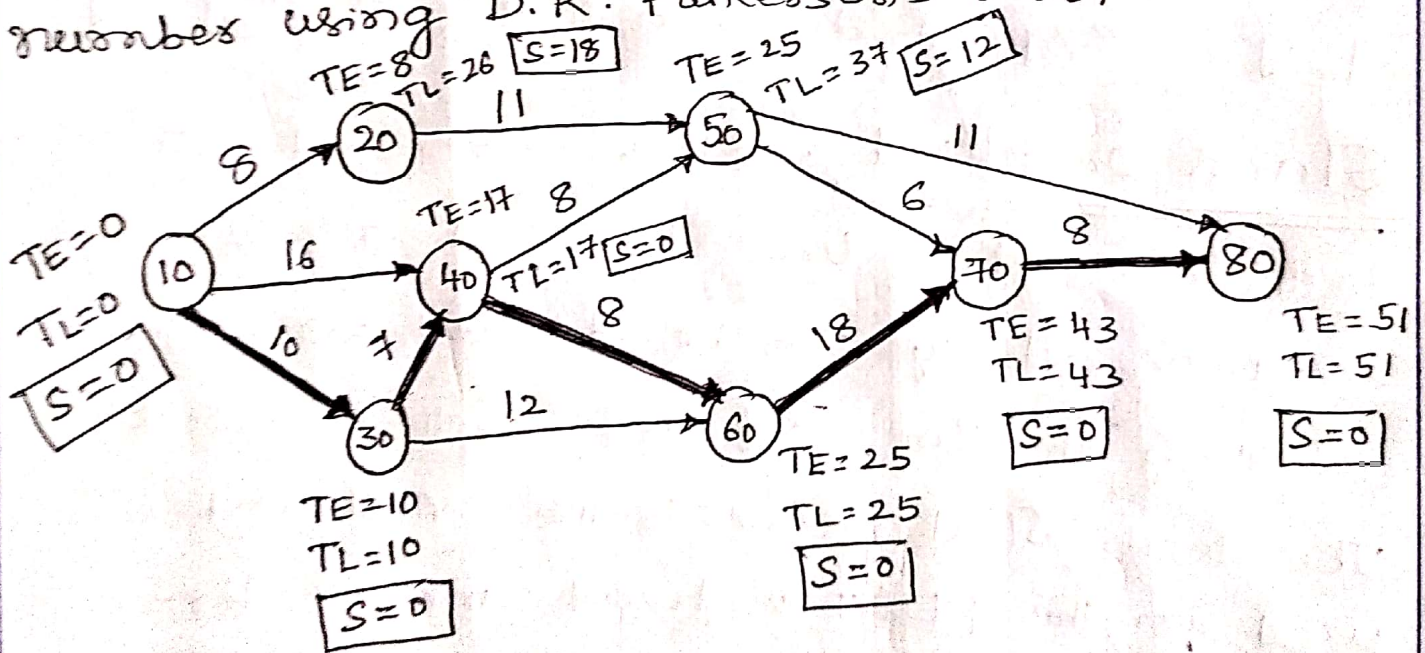 number using D.R.
TE=8
TL=26 S=18
TE=25
TL=37 S=12
8
20
11
50
11
TE=0
TL=0
S=0
10
16
TE=17
8
40
TL=17 S=0
6
70
8
80
10
7
8
18
TE=43
TL=43
S=0
TE=51
TL=51
S=0
30
12
60
TE=10
TL=10
S=0
TE=25
TL=25
S=0